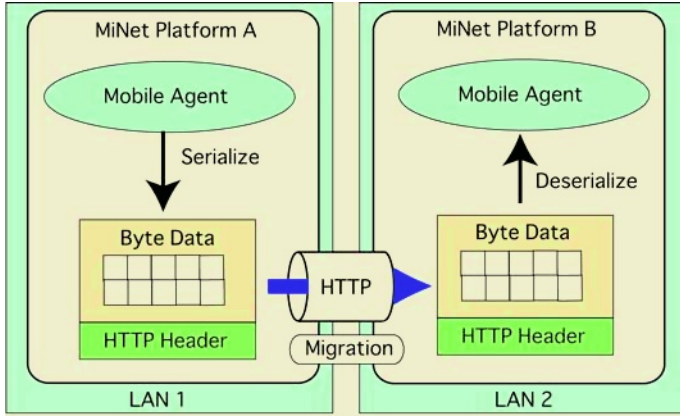 MiNet Platform A
Mobile Agent
Serialize
Byte Data
HTTP Header
LAN 1
HTTP
Migration
MiNet Platform B
Mobile Agent
Deserialize
Byte Data
HTTP Header
LAN 2